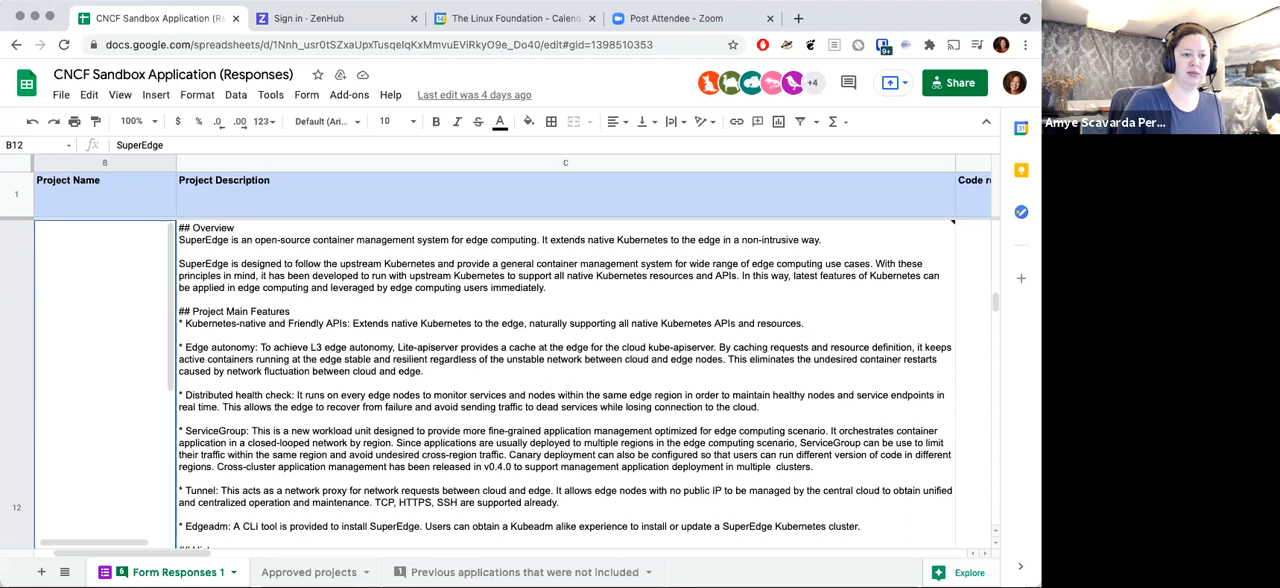 CNCF Sandbox Application (Re
Sign in · ZenHub
The Linux Foundation - Calend
Post Attendee - Zoom
docs.google.com/spreadsheets/d/1Nnh_usr0tSZxaUpxTusqeIqKxMmvuEViRkyO9e_Do40/edit#gid=1398510353
9+
CNCF Sandbox Application (Responses)
+4
Share
File Edit View Insert Format Data Tools Form Add-ons Help Last edit was 4 days ago
100% $ % .0 .00 123 Default (Ari... 10 B I S A
B12 fx SuperEdge
Amye Scavarda Per...
B C
1 Project Name Project Description Code r
## Overview
SuperEdge is an open-source container management system for edge computing. It extends native Kubernetes to the edge in a non-intrusive way.
SuperEdge is designed to follow the upstream Kubernetes and provide a general container management system for wide range of edge computing use cases. With these
principles in mind, it has been developed to run with upstream Kubernetes to support all native Kubernetes resources and APIs. In this way, latest features of Kubernetes can
be applied in edge computing and leveraged by edge computing users immediately.
## Project Main Features
* Kubernetes-native and Friendly APIs: Extends native Kubernetes to the edge, naturally supporting all native Kubernetes APIs and resources.
* Edge autonomy: To achieve L3 edge autonomy, Lite-apiserver provides a cache at the edge for the cloud kube-apiserver. By caching requests and resource definition, it keeps
active containers running at the edge stable and resilient regardless of the unstable network between cloud and edge nodes. This eliminates the undesired container restarts
caused by network fluctuation between cloud and edge.
* Distributed health check: It runs on every edge nodes to monitor services and nodes within the same edge region in order to maintain healthy nodes and service endpoints in
real time. This allows the edge to recover from failure and avoid sending traffic to dead services while losing connection to the cloud.
* ServiceGroup: This is a new workload unit designed to provide more fine-grained application management optimized for edge computing scenario. It orchestrates container
application in a closed-looped network by region. Since applications are usually deployed to multiple regions in the edge computing scenario, ServiceGroup can be use to limit
their traffic within the same region and avoid undesired cross-region traffic. Canary deployment can also be configured so that users can run different version of code in different
regions. Cross-cluster application management has been released in v0.4.0 to support management application deployment in multiple clusters.
* Tunnel: This acts as a network proxy for network requests between cloud and edge. It allows edge nodes with no public IP to be managed by the central cloud to obtain unified
12
and centralized operation and maintenance. TCP, HTTPS, SSH are supported already.
* Edgeadm: A CLI tool is provided to install SuperEdge. Users can obtain a Kubeadm alike experience to install or update a SuperEdge Kubernetes cluster.
6 Form Responses 1 Approved projects 1 Previous applications that were not included Explore